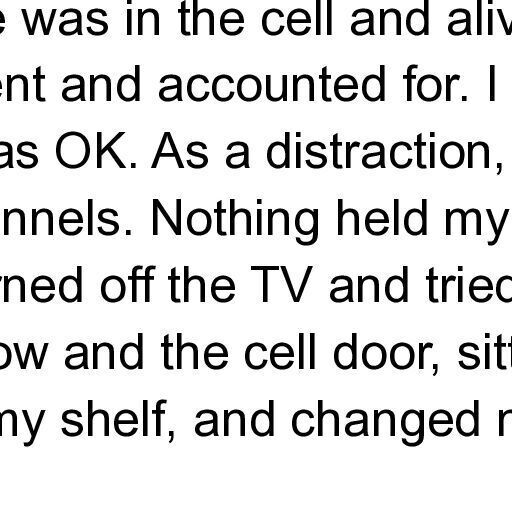 e was in the cell and aliv
ent and accounted for. I
as OK. As a distraction,
nnels. Nothing held my
rned off the TV and tried
ow and the cell door, sitt
my shelf, and changed r